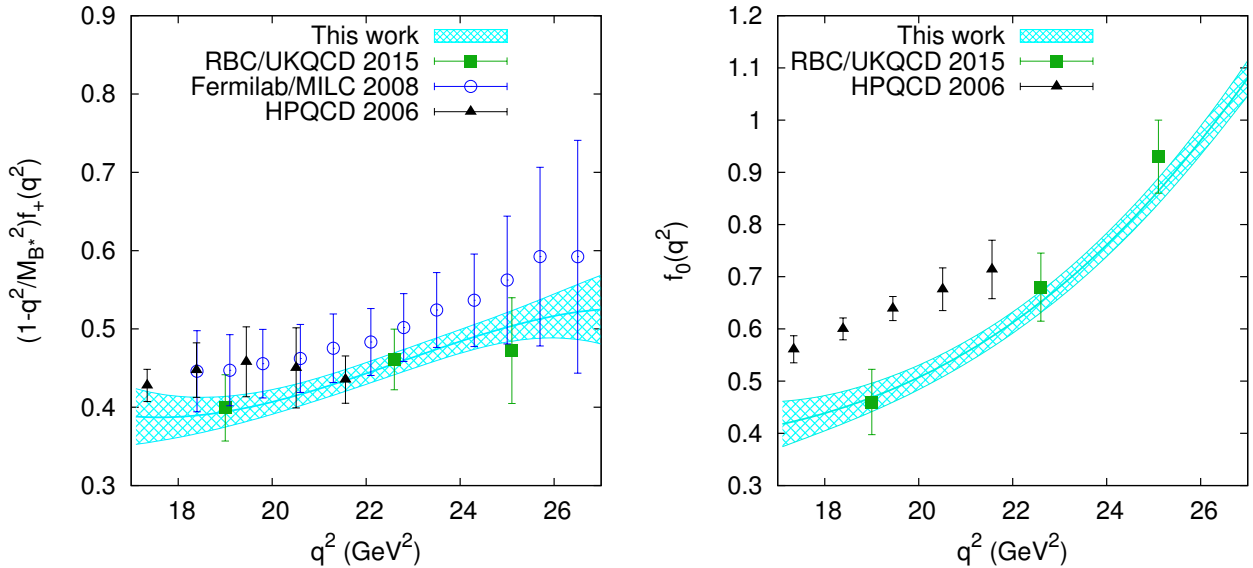 0.9
0.8
0.7
0.6
0.5
0.4
0.3
18 20 22 24 26
(1-q²/M_B*²)f₊(q²)
q² (GeV²)
This work
RBC/UKQCD 2015
Fermilab/MILC 2008
HPQCD 2006
1.2
1.1
1
0.9
0.8
0.7
0.6
0.5
0.4
0.3
18 20 22 24 26
f₀(q²)
q² (GeV²)
This work
RBC/UKQCD 2015
HPQCD 2006